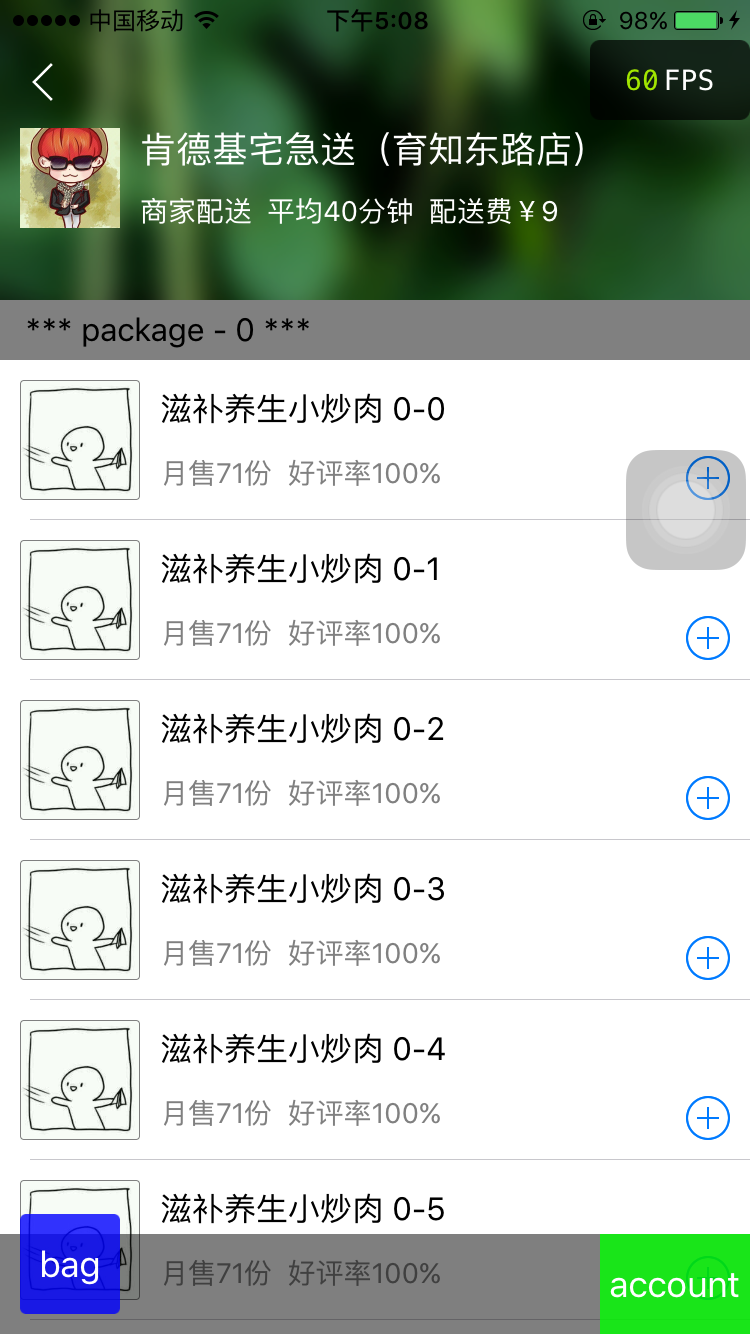 中国移动 下午5:08 98%
60 FPS
肯德基宅急送（育知东路店）
商家配送 平均40分钟 配送费￥9
*** package - 0 ***
滋补养生小炒肉 0-0
月售71份 好评率100%
滋补养生小炒肉 0-1
月售71份 好评率100%
滋补养生小炒肉 0-2
月售71份 好评率100%
滋补养生小炒肉 0-3
月售71份 好评率100%
滋补养生小炒肉 0-4
月售71份 好评率100%
滋补养生小炒肉 0-5
月售71份 好评率100%
bag
account